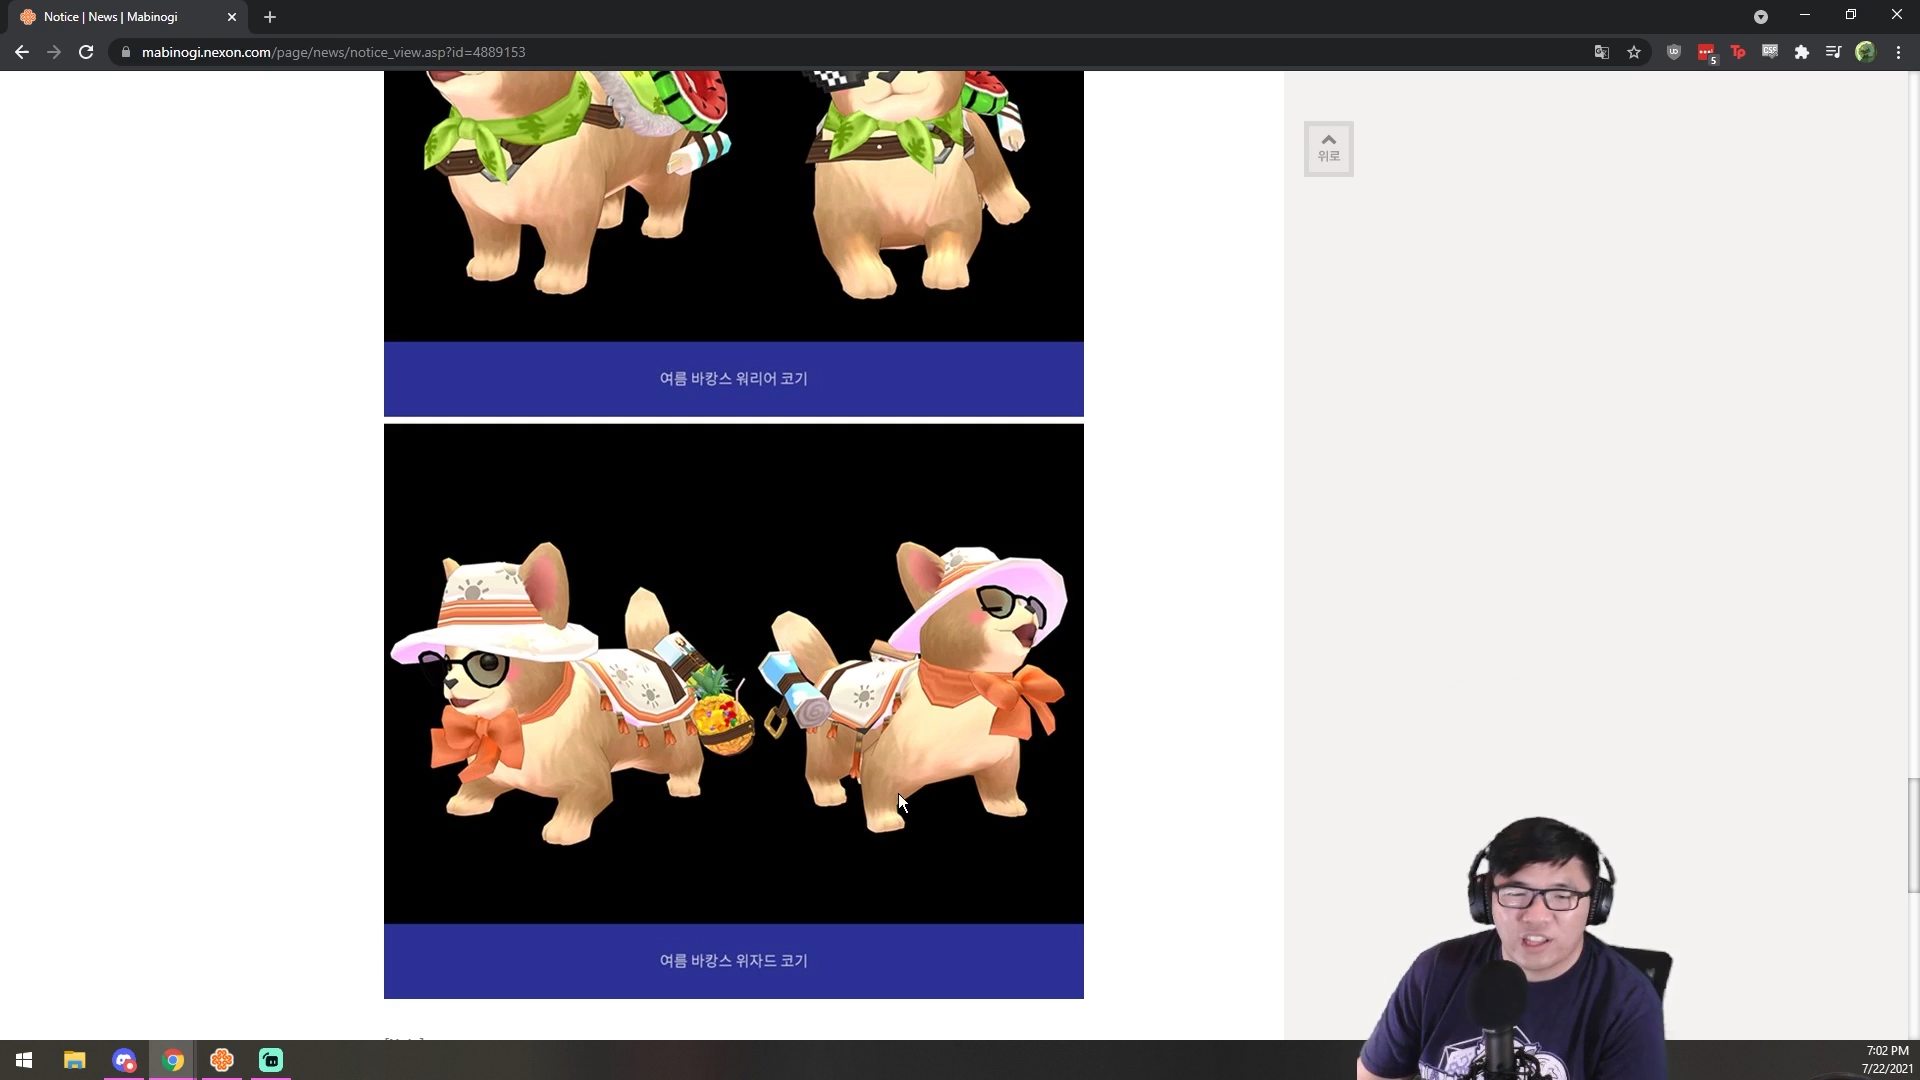 Notice | News | Mabinogi
mabinogi.nexon.com/page/news/notice_view.asp?id=4889153
5
위로
여름 바캉스 워리어 코기
여름 바캉스 위자드 코기
7:02 PM
7/22/2021